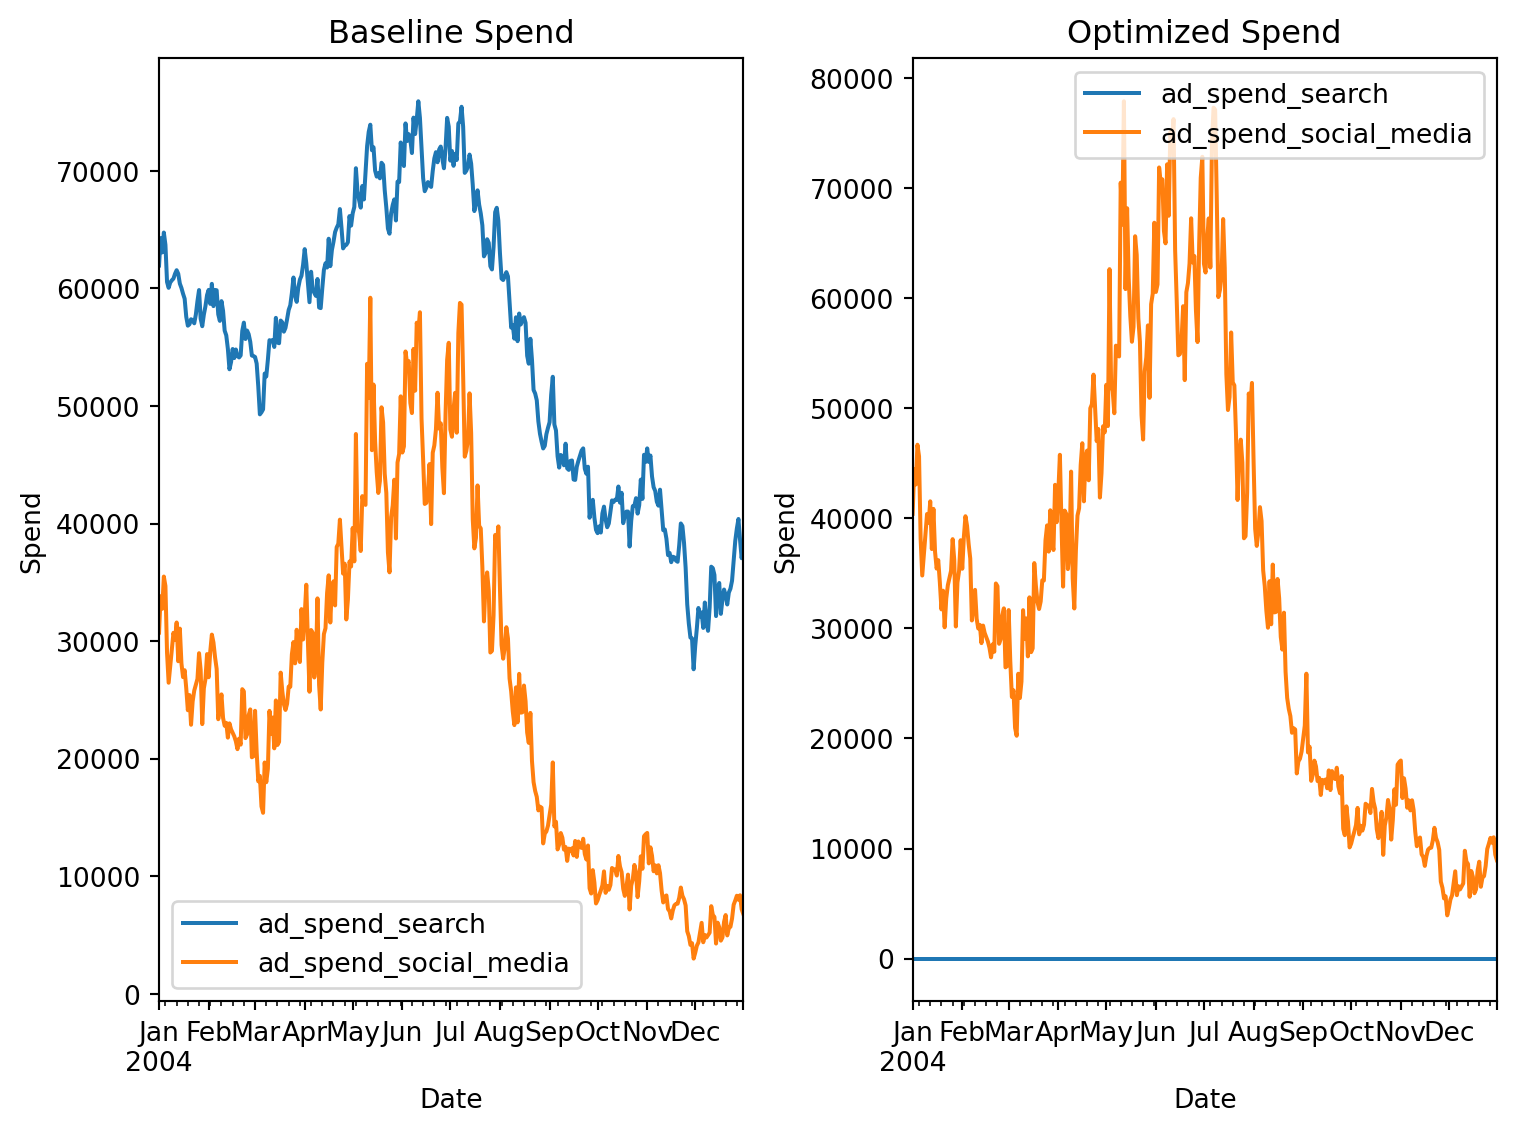 Baseline Spend
Spend
70000
60000
50000
40000
30000
20000
10000
0
ad_spend_search
ad_spend_social_media
Jan Feb Mar Apr May Jun Jul Aug Sep Oct Nov Dec
2004
Date
Optimized Spend
Spend
80000
70000
60000
50000
40000
30000
20000
10000
0
ad_spend_search
ad_spend_social_media
Jan Feb Mar Apr May Jun Jul Aug Sep Oct Nov Dec
2004
Date